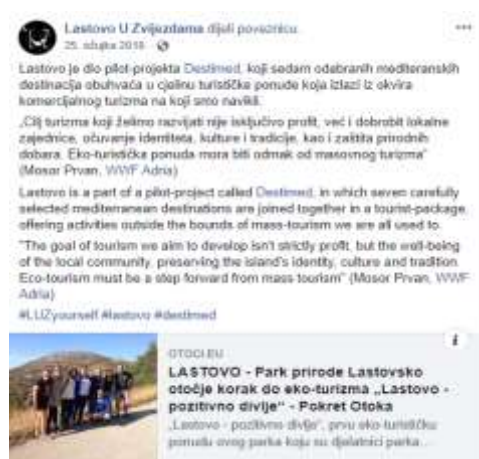 Lastovo U Zvijezdama dijeli poveznicu.
25. ožujka 2018 ·
Lastovo je dio pilot-projekta Destimed, koji sedam odabranih mediteranskih
destinacija obuhvaća u cjelinu turističke ponude koja izlazi iz okvira
komercijalnog turizma na koji smo navikli.
„Cilj turizma koji želimo razvijati nije isključivo profit, već i dobrobit lokalne
zajednice, očuvanje identiteta, kulture i tradicije, kao i zaštita prirodnih
dobara. Eko-turistička ponuda mora biti odmak od masovnog turizma“
(Mosor Prvan, WWF Adria)
Lastovo is a part of a pilot-project called Destimed, in which seven carefully
selected mediterranean destinations are joined together in a tourist-package,
offering activities outside the bounds of mass-tourism we are all used to.
"The goal of tourism we aim to develop isn't strictly profit, but the well-being
of the local community, preserving the island's identity, culture and tradition.
Eco-tourism must be a step forward from mass tourism" (Mosor Prvan, WWF
Adria)
#LUZyourself #lastovo #destimed
OTOCI.EU
LASTOVO - Park prirode Lastovsko
otočje korak do eko-turizma „Lastovo -
pozitivno divlje“ - Pokret Otoka
„Lastovo - pozitivno divlje“, prvu eko-turističku
ponudu ovog parka koju su djelatnici parka...